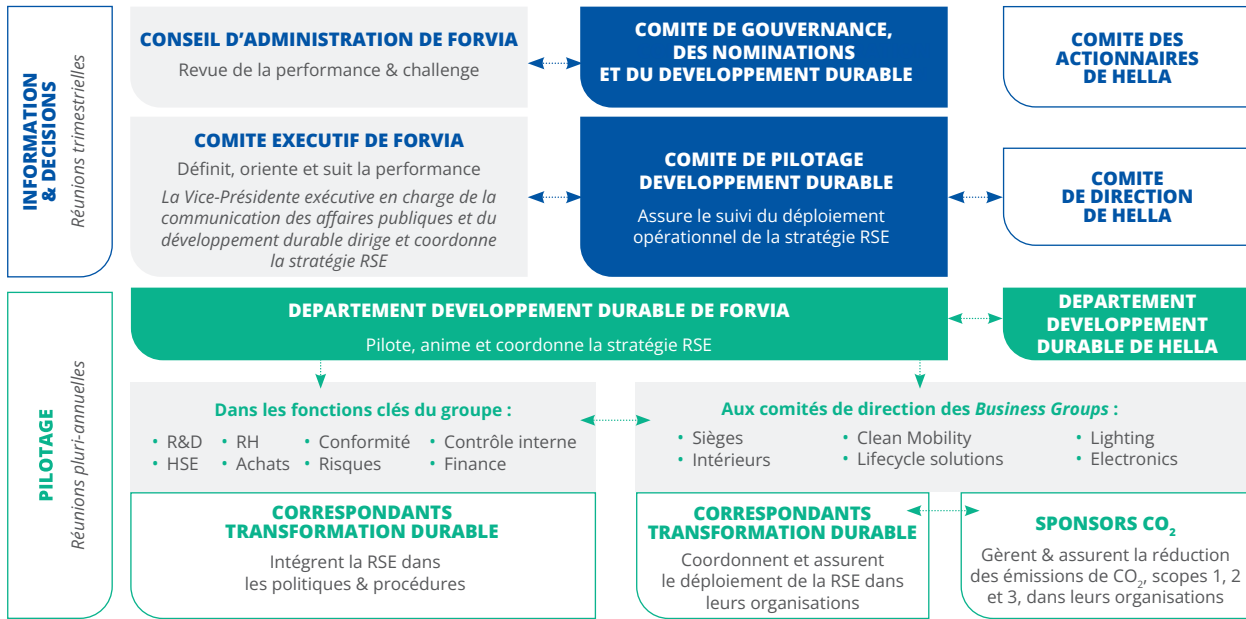 INFORMATION
& DECISIONS
Réunions trimestrielles
CONSEIL D’ADMINISTRATION DE FORVIA
Revue de la performance & challenge
COMITE DE GOUVERNANCE,
DES NOMINATIONS
ET DU DEVELOPPEMENT DURABLE
COMITE DES
ACTIONNAIRES
DE HELLA
COMITE EXECUTIF DE FORVIA
Définit, oriente et suit la performance
La Vice-Présidente exécutive en charge de la
communication des affaires publiques et du
développement durable dirige et coordonne
la stratégie RSE
COMITE DE PILOTAGE
DEVELOPPEMENT DURABLE
Assure le suivi du déploiement
opérationnel de la stratégie RSE
COMITE
DE DIRECTION
DE HELLA
PILOTAGE
Réunions pluri-annuelles
DEPARTEMENT DEVELOPPEMENT DURABLE DE FORVIA
Pilote, anime et coordonne la stratégie RSE
DEPARTEMENT
DEVELOPPEMENT
DURABLE DE HELLA
Dans les fonctions clés du groupe :
• R&D • RH • Conformité • Contrôle interne
• HSE • Achats • Risques • Finance
Aux comités de direction des Business Groups :
• Sièges • Clean Mobility • Lighting
• Intérieurs • Lifecycle solutions • Electronics
CORRESPONDANTS
TRANSFORMATION DURABLE
Intégrent la RSE dans
les politiques & procédures
CORRESPONDANTS
TRANSFORMATION DURABLE
Coordonnent et assurent
le déploiement de la RSE dans
leurs organisations
SPONSORS CO₂
Gèrent & assurent la réduction
des émissions de CO₂, scopes 1, 2
et 3, dans leurs organisations